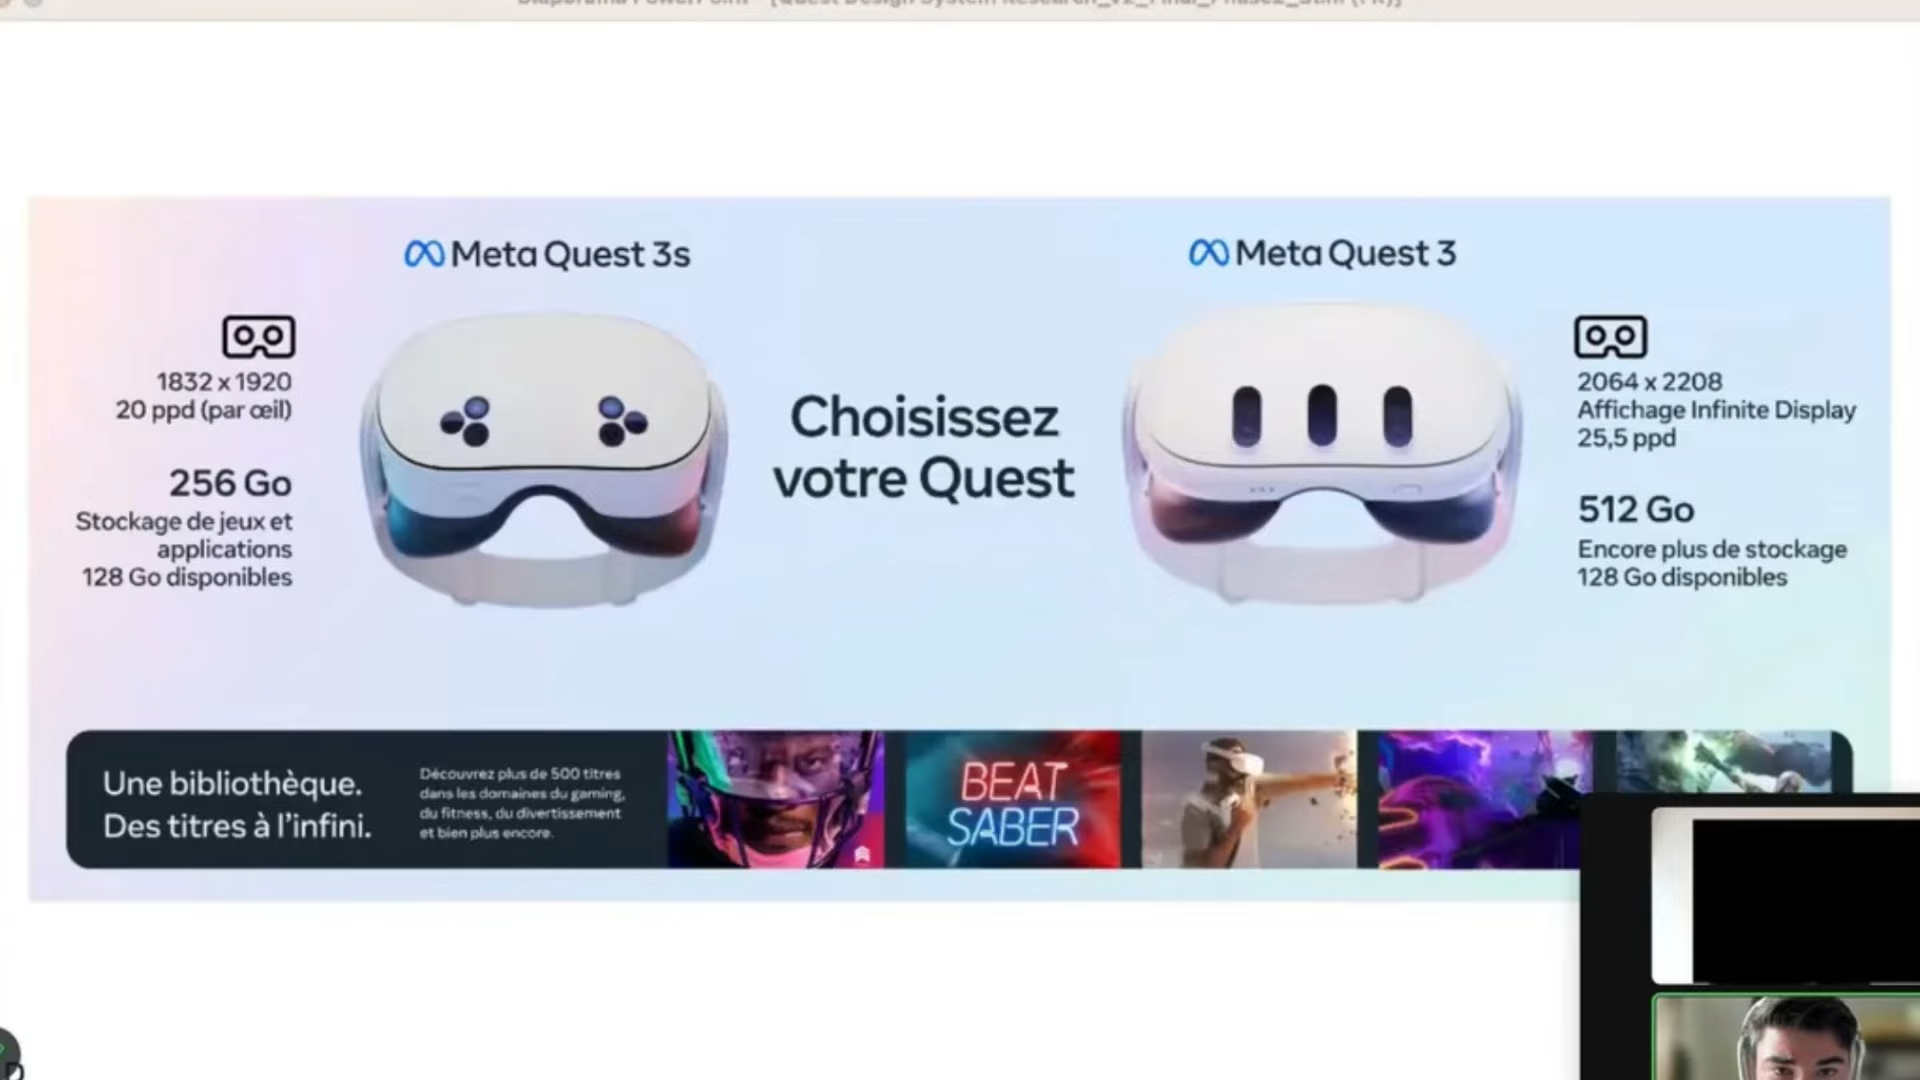 Meta Quest 3s
1832 x 1920
20 ppd (par œil)
256 Go
Stockage de jeux et
applications
128 Go disponibles
Choisissez
votre Quest
Meta Quest 3
2064 x 2208
Affichage Infinite Display
25,5 ppd
512 Go
Encore plus de stockage
128 Go disponibles
Une bibliothèque.
Des titres à l’infini.
Découvrez plus de 500 titres
dans les domaines du gaming,
du fitness, du divertissement
et bien plus encore.
BEAT
SABER